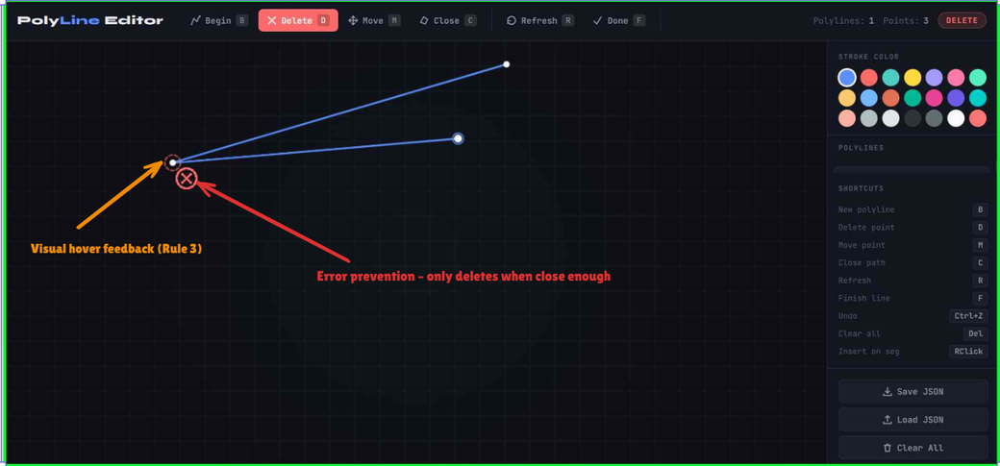 PolyLine Editor
Begin B
Delete D
Move M
Close C
Refresh R
Done F
Polylines: 1 Points: 3 DELETE
STROKE COLOR
POLYLINES
SHORTCUTS
New polyline B
Delete point D
Move point M
Close path C
Refresh R
Finish line F
Undo Ctrl+Z
Clear all Del
Insert on seg RClick
Save JSON
Load JSON
Clear All
Visual hover feedback (Rule 3)
Error prevention - only deletes when close enough